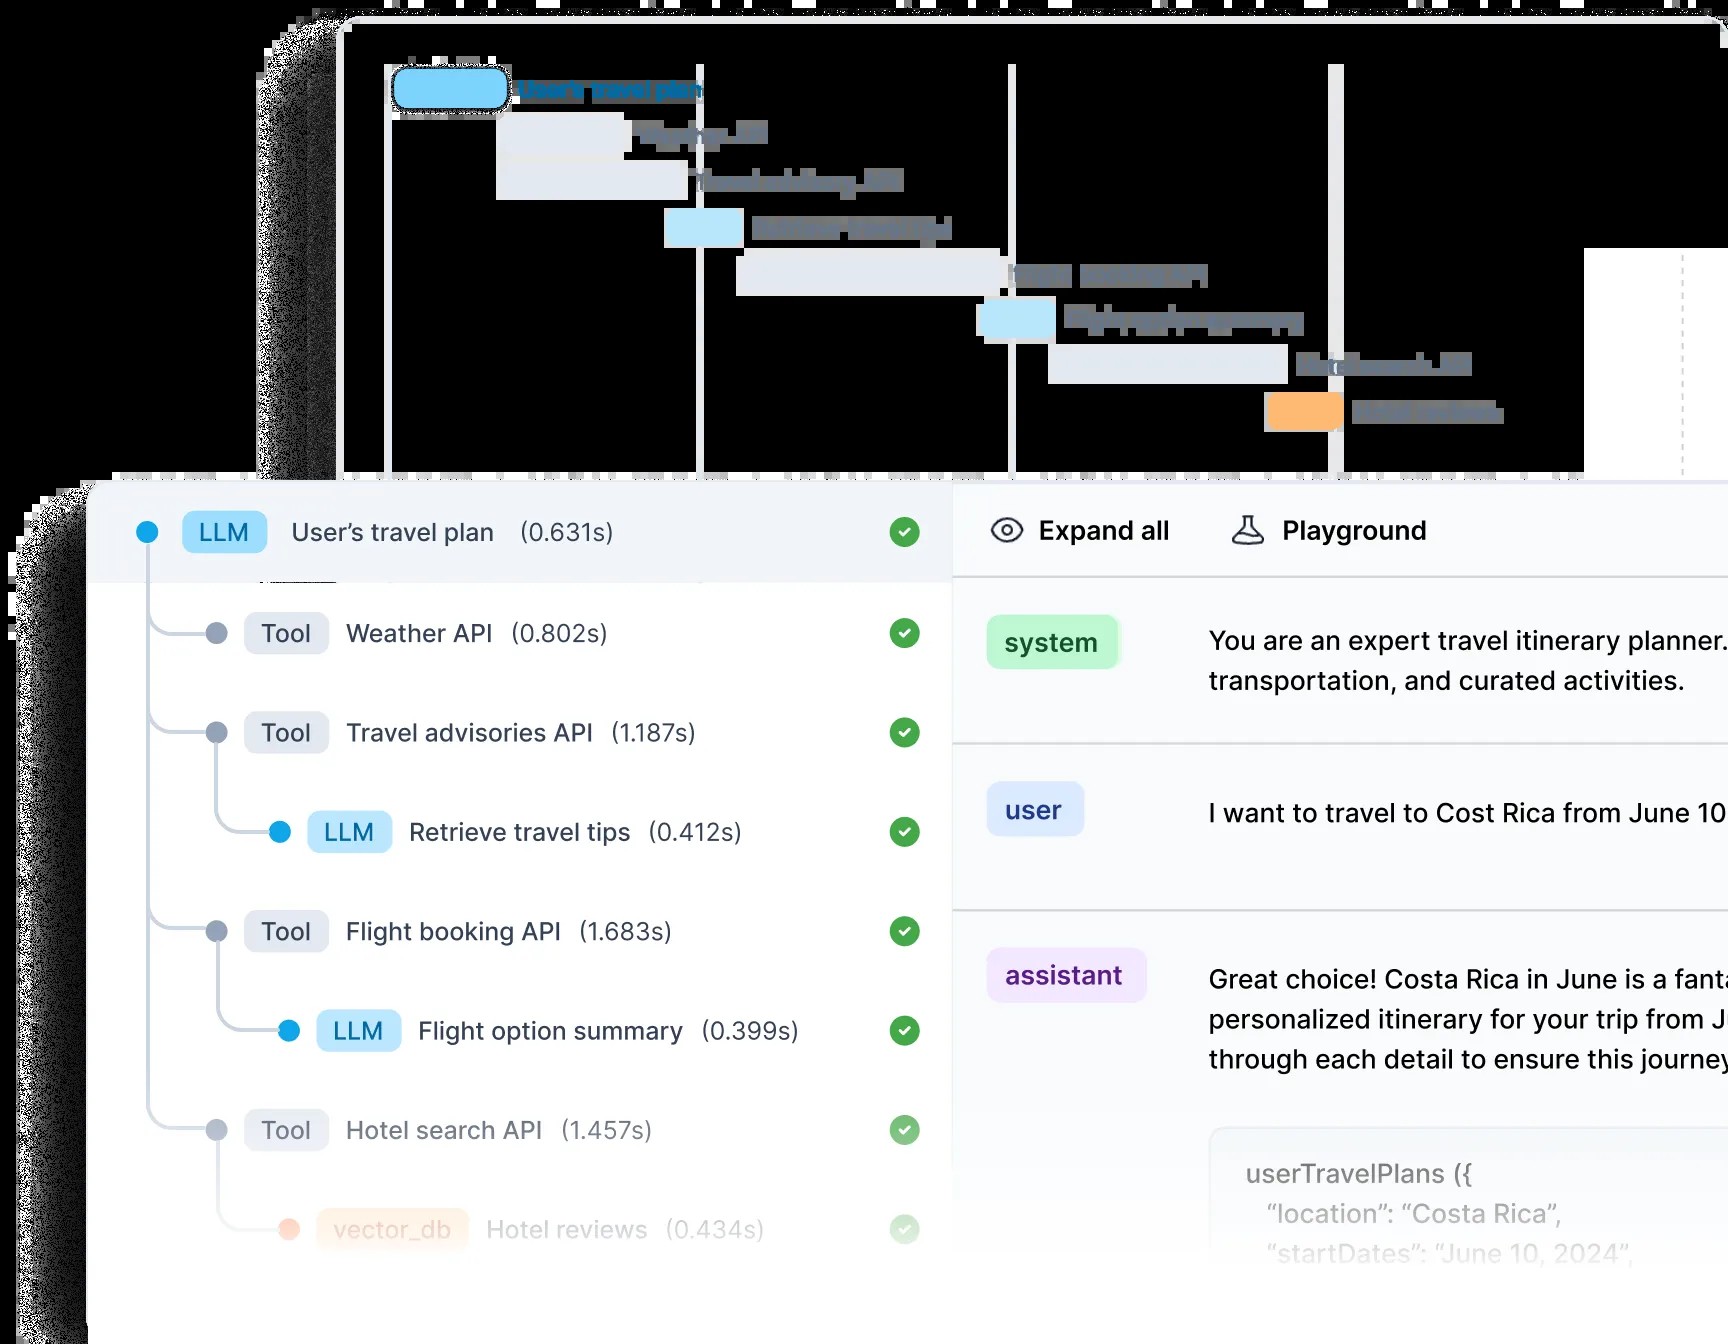 User's travel plan
Weather API
Travel advisory API
Retrieve travel tips
Flight booking API
Flight option summary
Hotel search API
Hotel reviews
LLM User’s travel plan (0.631s)
Expand all Playground
Tool Weather API (0.802s)
Tool Travel advisories API (1.187s)
LLM Retrieve travel tips (0.412s)
Tool Flight booking API (1.683s)
LLM Flight option summary (0.399s)
Tool Hotel search API (1.457s)
vector_db Hotel reviews (0.434s)
system
You are an expert travel itinerary planner.
transportation, and curated activities.
user
I want to travel to Cost Rica from June 10
assistant
Great choice! Costa Rica in June is a
personalized itinerary for your trip from
through each detail to ensure this journey
userTravelPlans ({
“location”: “Costa Rica”,
“startDates”: “June 10, 2024”,